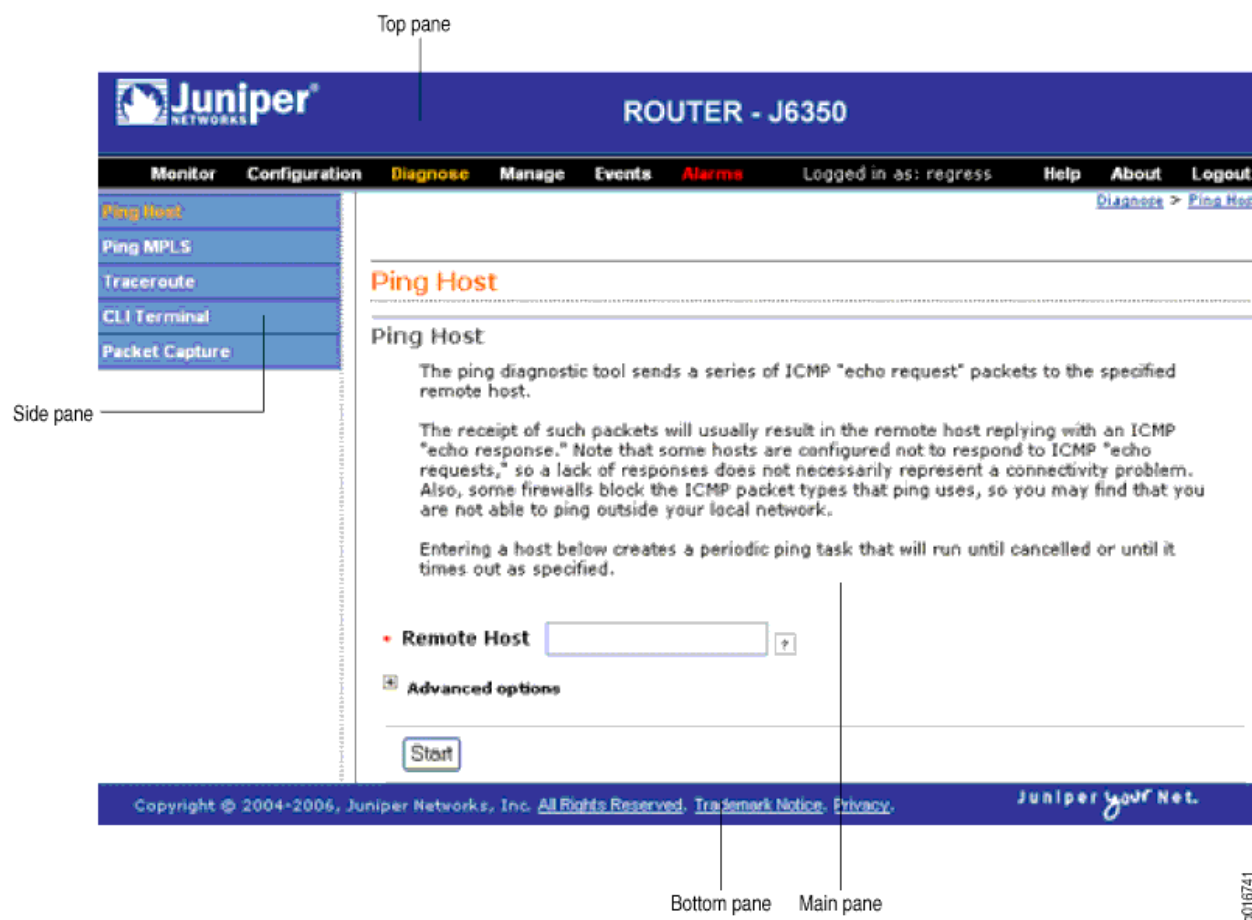 Top pane
Juniper®
NETWORKS
ROUTER - J6350
Monitor Configuration Diagnose Manage Events Alarms Logged in as: regress Help About Logout
Diagnose > Ping Hos
Ping Host
Ping MPLS
Traceroute
CLI Terminal
Packet Capture
Side pane
Ping Host
Ping Host
The ping diagnostic tool sends a series of ICMP "echo request" packets to the specified
remote host.
The receipt of such packets will usually result in the remote host replying with an ICMP
"echo response." Note that some hosts are configured not to respond to ICMP "echo
requests," so a lack of responses does not necessarily represent a connectivity problem.
Also, some firewalls block the ICMP packet types that ping uses, so you may find that you
are not able to ping outside your local network.
Entering a host below creates a periodic ping task that will run until cancelled or until it
times out as specified.
• Remote Host ?
+ Advanced options
Start
Copyright © 2004-2006, Juniper Networks, Inc. All Rights Reserved. Trademark Notice. Privacy.
Juniper your Net.
Bottom pane Main pane
016741